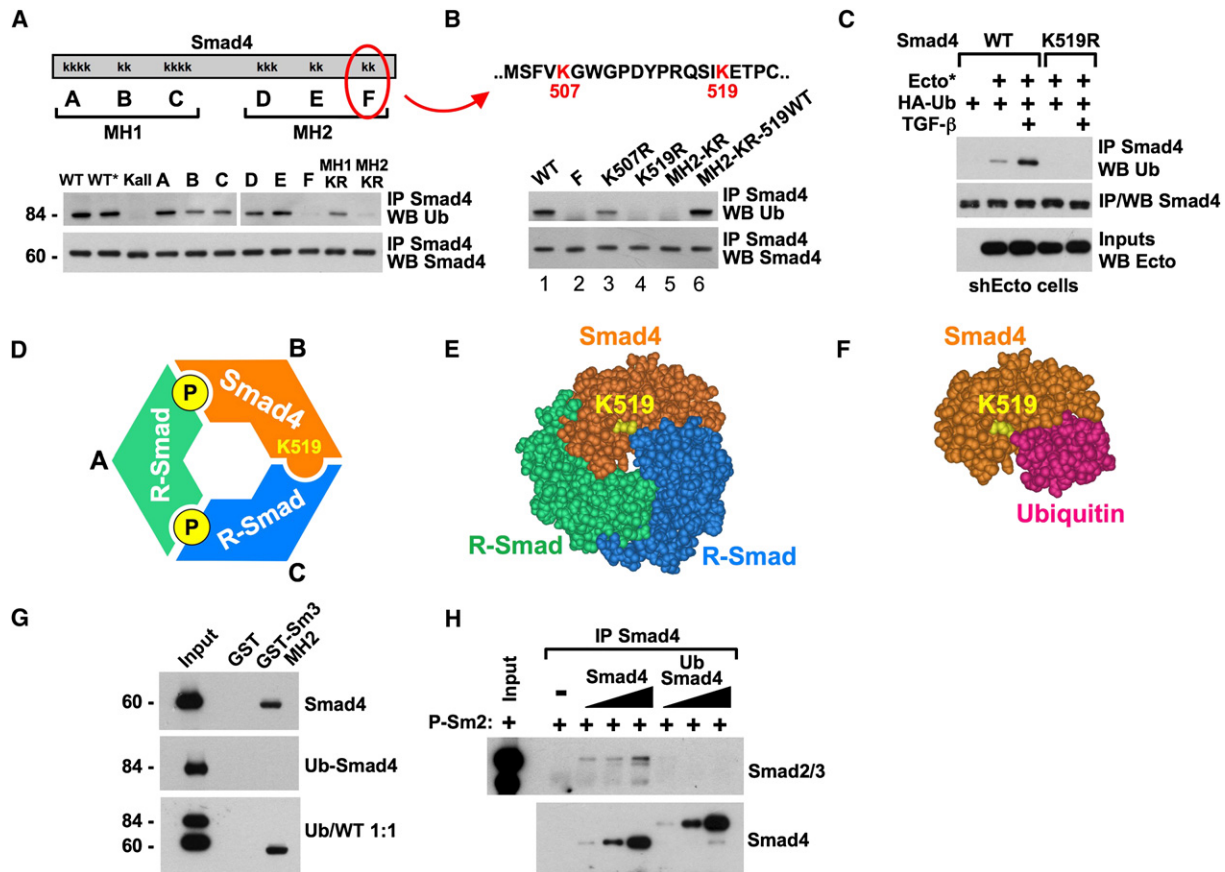 A
Smad4
kkkk kk kkkk kkk kk kk
A B C D E F
MH1 MH2
WT WT* Kall A B C D E F MH1 KR MH2 KR
84 -
IP Smad4
WB Ub
60 -
IP Smad4
WB Smad4
B
..MSFVKGWGPDYPRQSIKETPC..
507 519
WT F K507R K519R MH2-KR MH2-KR-519WT
IP Smad4
WB Ub
IP Smad4
WB Smad4
1 2 3 4 5 6
C
Smad4 WT K519R
Ecto* + + + +
HA-Ub + + + + +
TGF-β + +
IP Smad4
WB Ub
IP/WB Smad4
Inputs
WB Ecto
shEcto cells
D
B
P
Smad4
K519
A
R-Smad
P
R-Smad
C
E
Smad4
K519
R-Smad
R-Smad
F
Smad4
K519
Ubiquitin
G
Input GST GST-Sm3 MH2
60 - Smad4
84 - Ub-Smad4
84 -
60 -
Ub/WT 1:1
H
IP Smad4
Input - Smad4 Ub Smad4
P-Sm2: + + + + + + + +
Smad2/3
Smad4